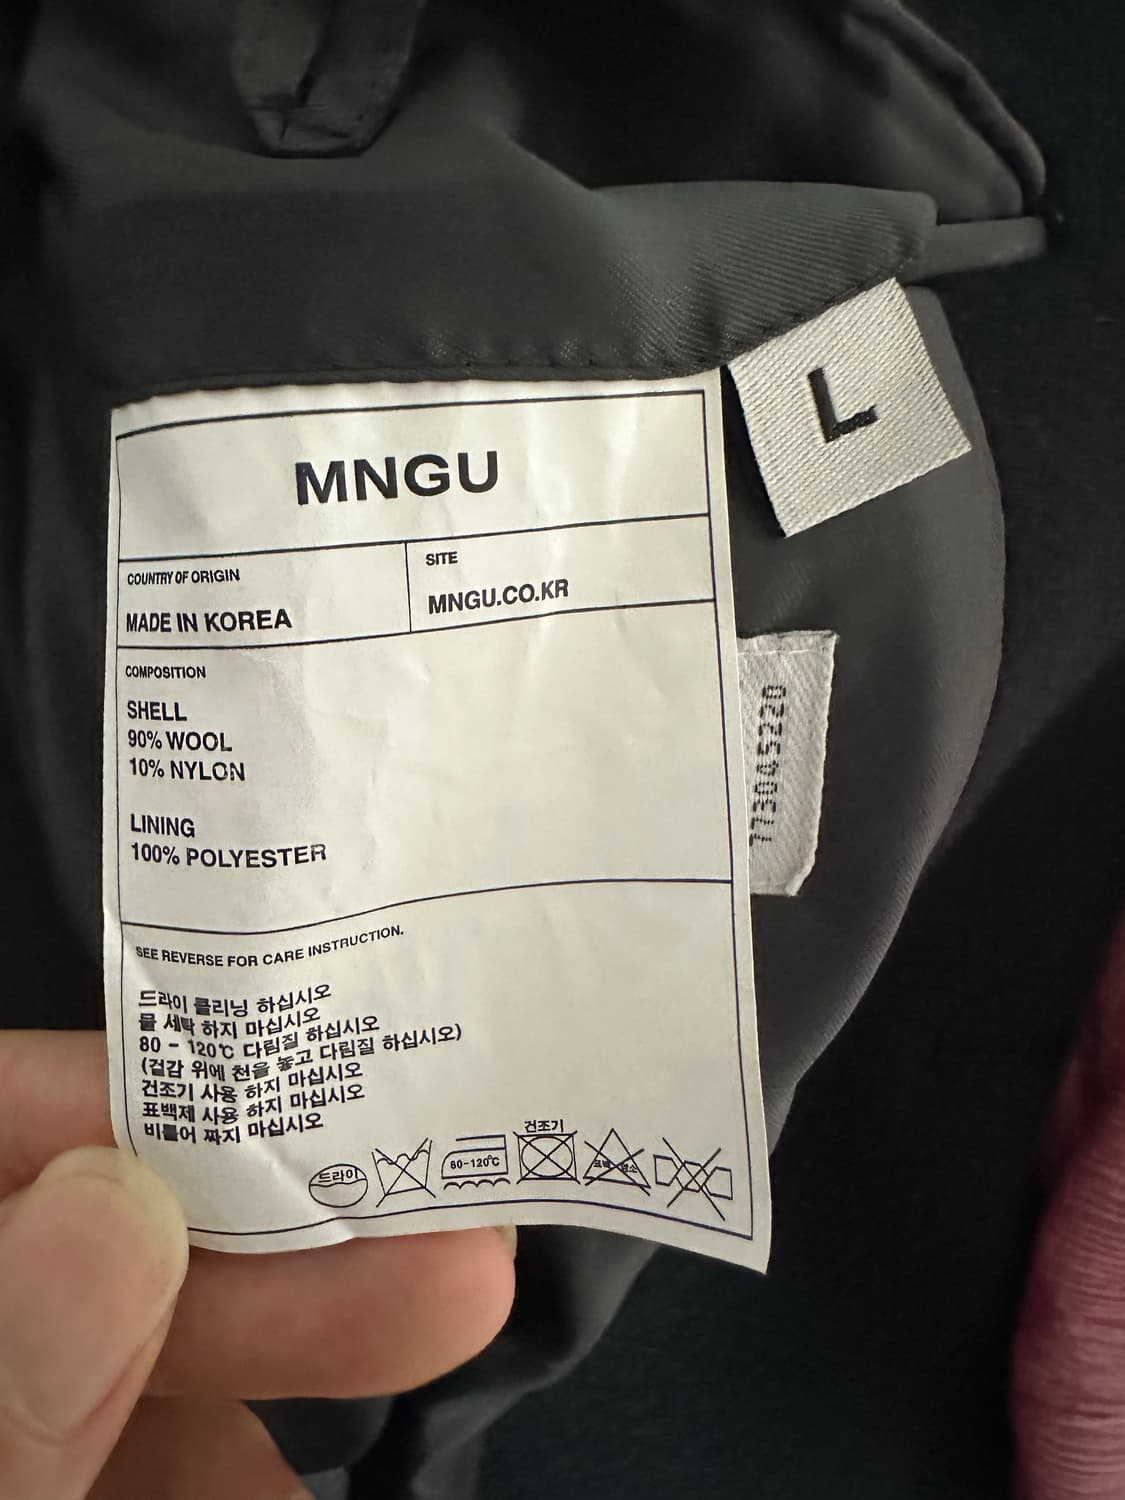 MNGU
L
COUNTRY OF ORIGIN
MADE IN KOREA
SITE
MNGU.CO.KR
COMPOSITION
SHELL
90% WOOL
10% NYLON
LINING
100% POLYESTER
SEE REVERSE FOR CARE INSTRUCTION.
드라이 클리닝 하십시오
물 세탁 하지 마십시오
80 - 120℃ 다림질 하십시오
(겉감 위에 천을 놓고 다림질 하십시오)
건조기 사용 하지 마십시오
표백제 사용 하지 마십시오
비틀어 짜지 마십시오
드라이
80-120℃
건조기